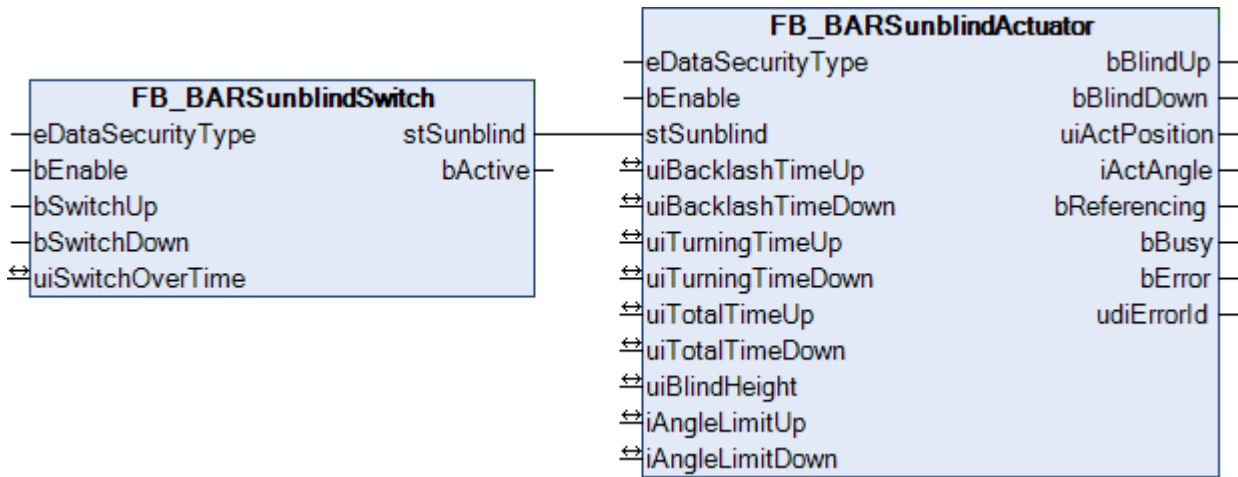 FB_BARSunblindSwitch
eDataSecurityType stSunblind
bEnable bActive
bSwitchUp
bSwitchDown
uiSwitchOverTime
FB_BARSunblindActuator
eDataSecurityType bBlindUp
bEnable bBlindDown
stSunblind uiActPosition
uiBacklashTimeUp iActAngle
uiBacklashTimeDown bReferencing
uiTurningTimeUp bBusy
uiTurningTimeDown bError
uiTotalTimeUp udiErrorId
uiTotalTimeDown
uiBlindHeight
iAngleLimitUp
iAngleLimitDown